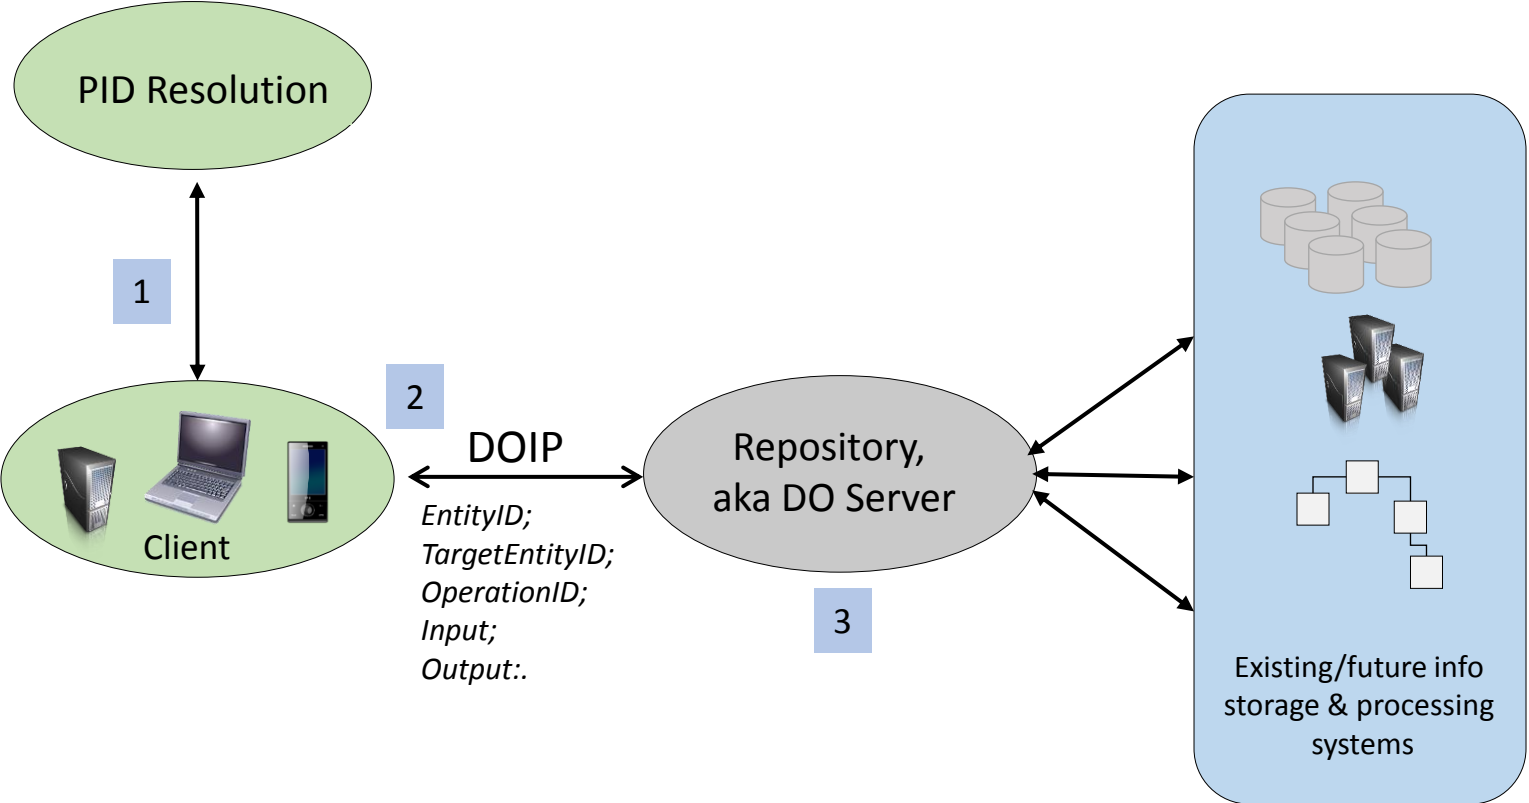 PID Resolution
1
2
DOIP
EntityID;
TargetEntityID;
OperationID;
Input;
Output:.
Client
Repository,
aka DO Server
3
Existing/future info
storage & processing
systems